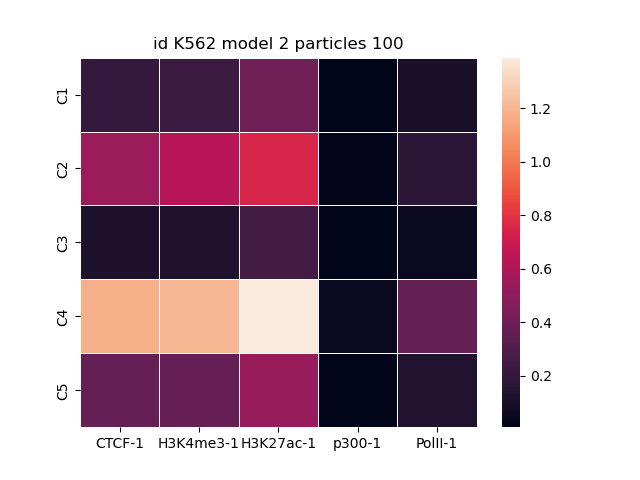 id K562 model 2 particles 100
C1
C2
C3
C4
C5
CTCF-1 H3K4me3-1 H3K27ac-1 p300-1 PolII-1
1.2
1.0
0.8
0.6
0.4
0.2